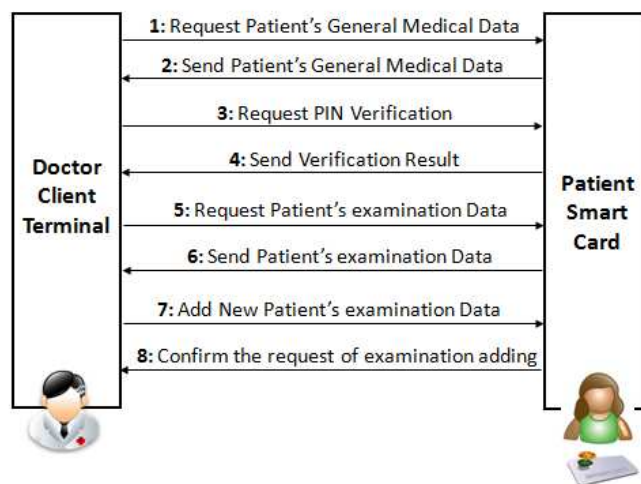 1: Request Patient's General Medical Data
2: Send Patient's General Medical Data
3: Request PIN Verification
4: Send Verification Result
5: Request Patient's examination Data
6: Send Patient's examination Data
7: Add New Patient's examination Data
8: Confirm the request of examination adding
Doctor
Client
Terminal
Patient
Smart
Card